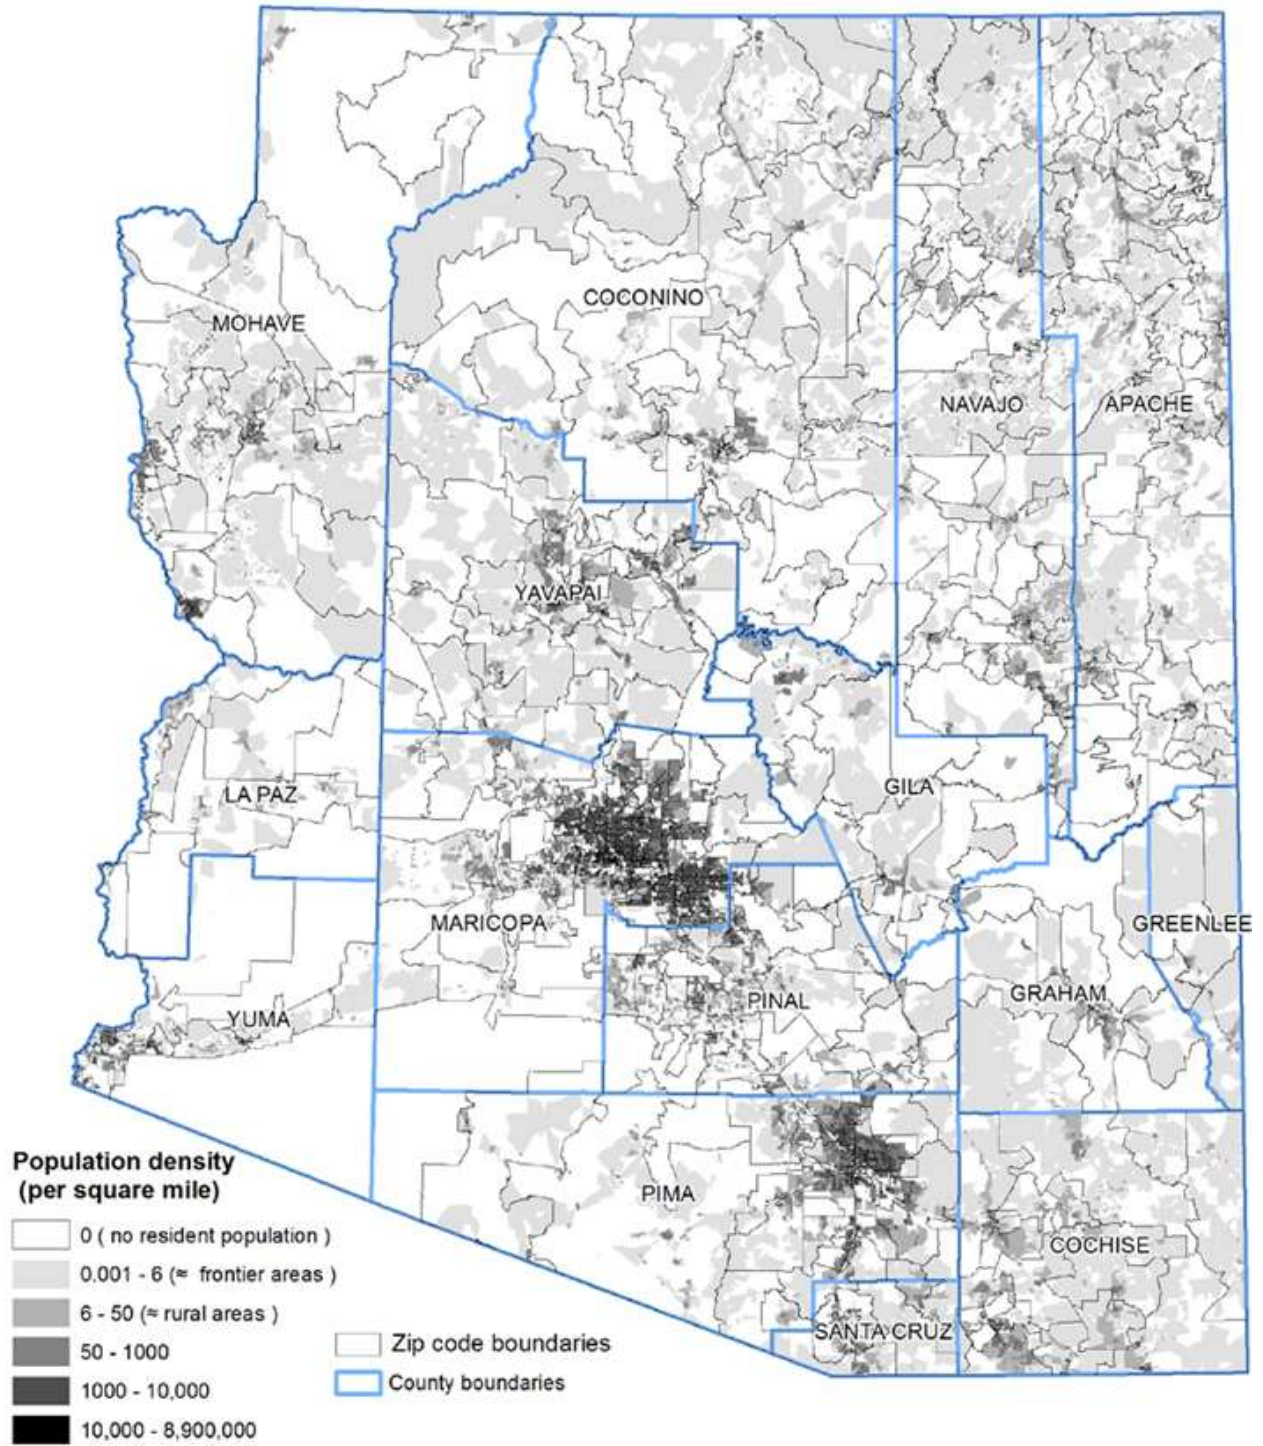 COCONINO
MOHAVE
NAVAJO
APACHE
YAVAPAI
LA PAZ
GILA
MARICOPA
GREENLEE
YUMA
PINAL
GRAHAM
PIMA
COCHISE
SANTA CRUZ
Population density
(per square mile)
0 ( no resident population )
0.001 - 6 (≈ frontier areas )
6 - 50 (≈ rural areas )
50 - 1000
1000 - 10,000
10,000 - 8,900,000
Zip code boundaries
County boundaries